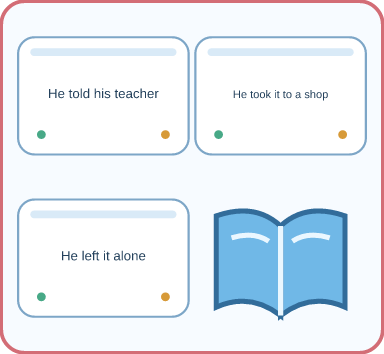 He told his teacher
He took it to a shop
He left it alone